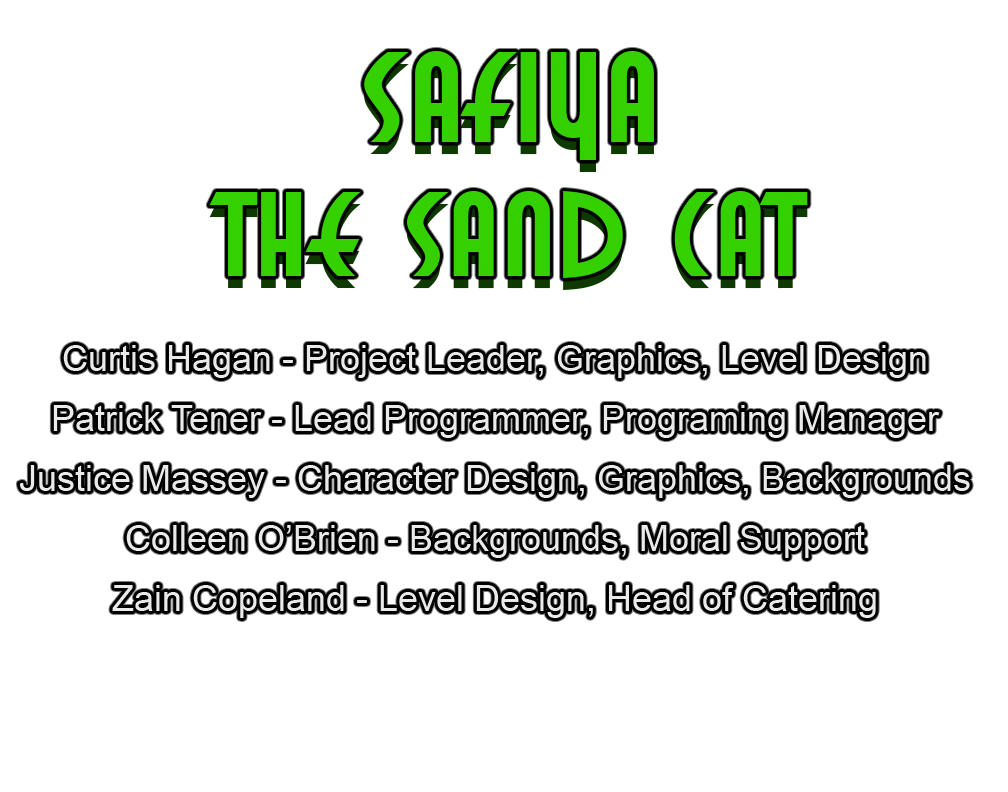 SAFIYA
THE SAND CAT
Curtis Hagan - Project Leader, Graphics, Level Design
Patrick Tener - Lead Programmer, Programing Manager
Justice Massey - Character Design, Graphics, Backgrounds
Colleen O’Brien - Backgrounds, Moral Support
Zain Copeland - Level Design, Head of Catering